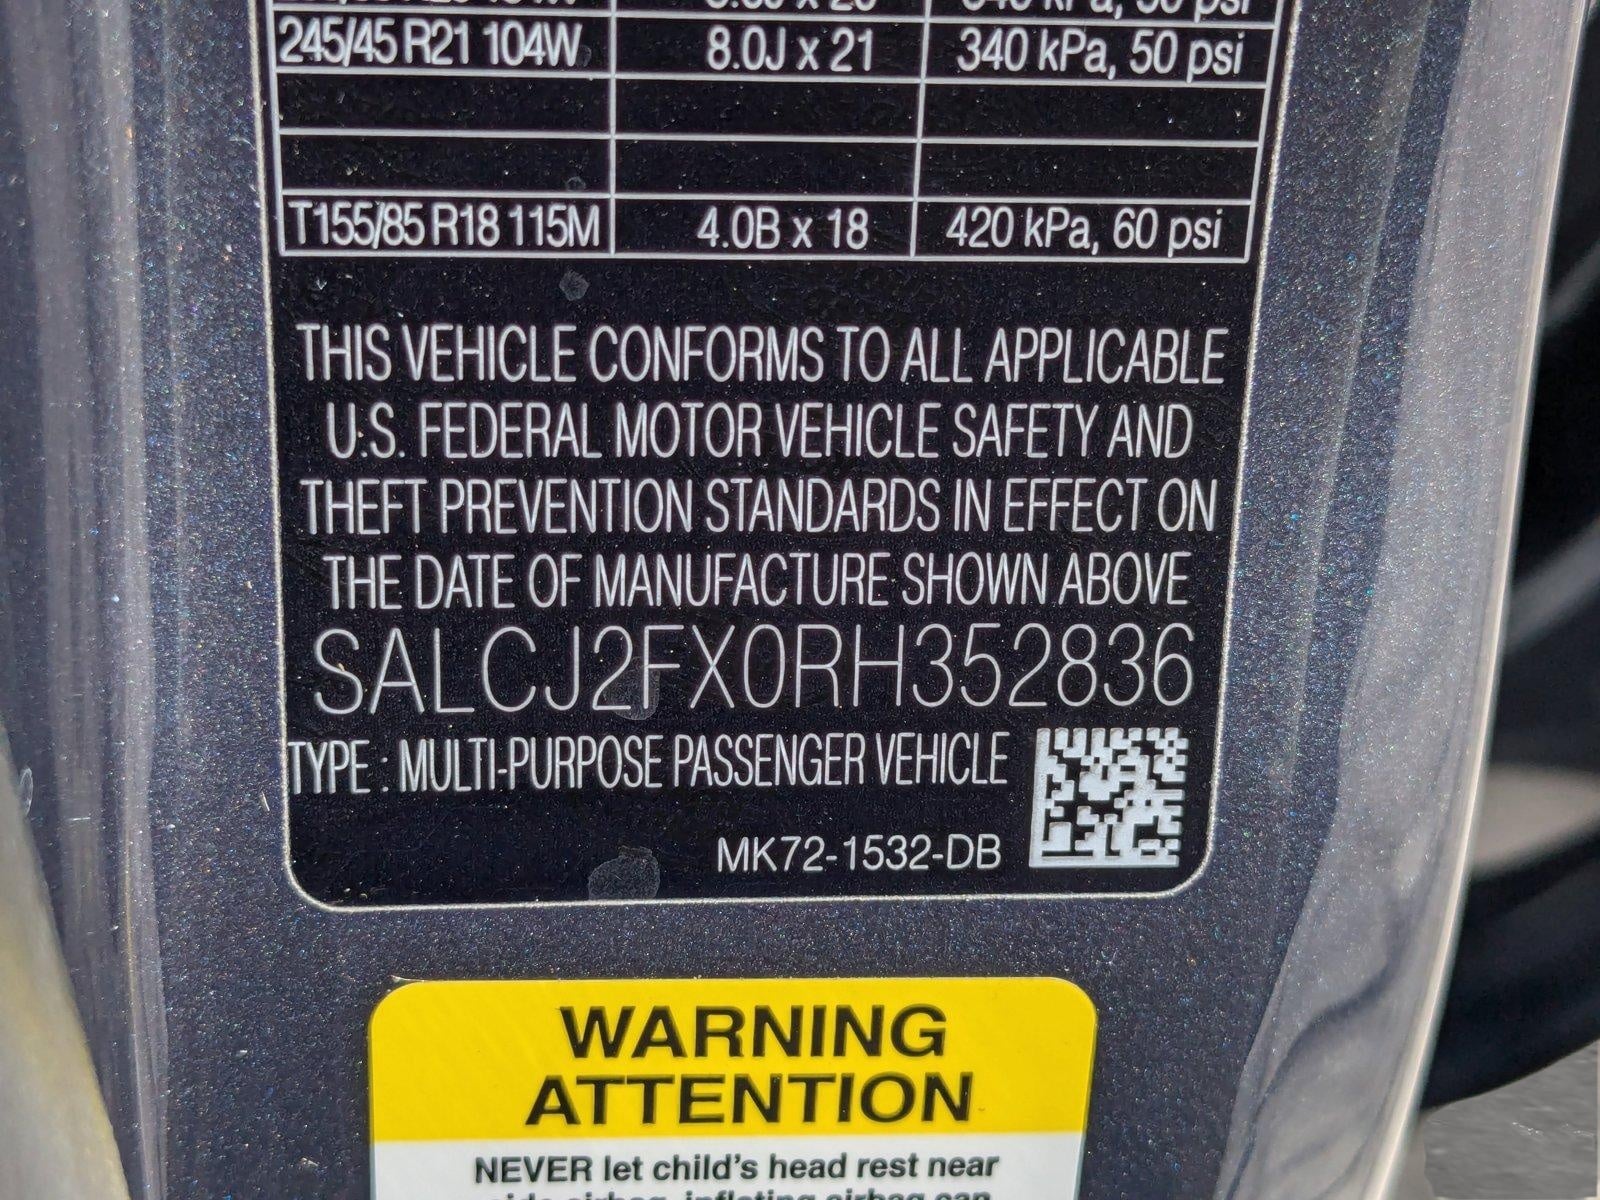 245/45 R21 104W 8.0J x 21 340 kPa, 50 psi
T155/85 R18 115M 4.0B x 18 420 kPa, 60 psi
THIS VEHICLE CONFORMS TO ALL APPLICABLE
U.S. FEDERAL MOTOR VEHICLE SAFETY AND
THEFT PREVENTION STANDARDS IN EFFECT ON
THE DATE OF MANUFACTURE SHOWN ABOVE
SALCJ2FX0RH352836
TYPE : MULTI-PURPOSE PASSENGER VEHICLE
MK72-1532-DB
WARNING
ATTENTION
NEVER let child's head rest near